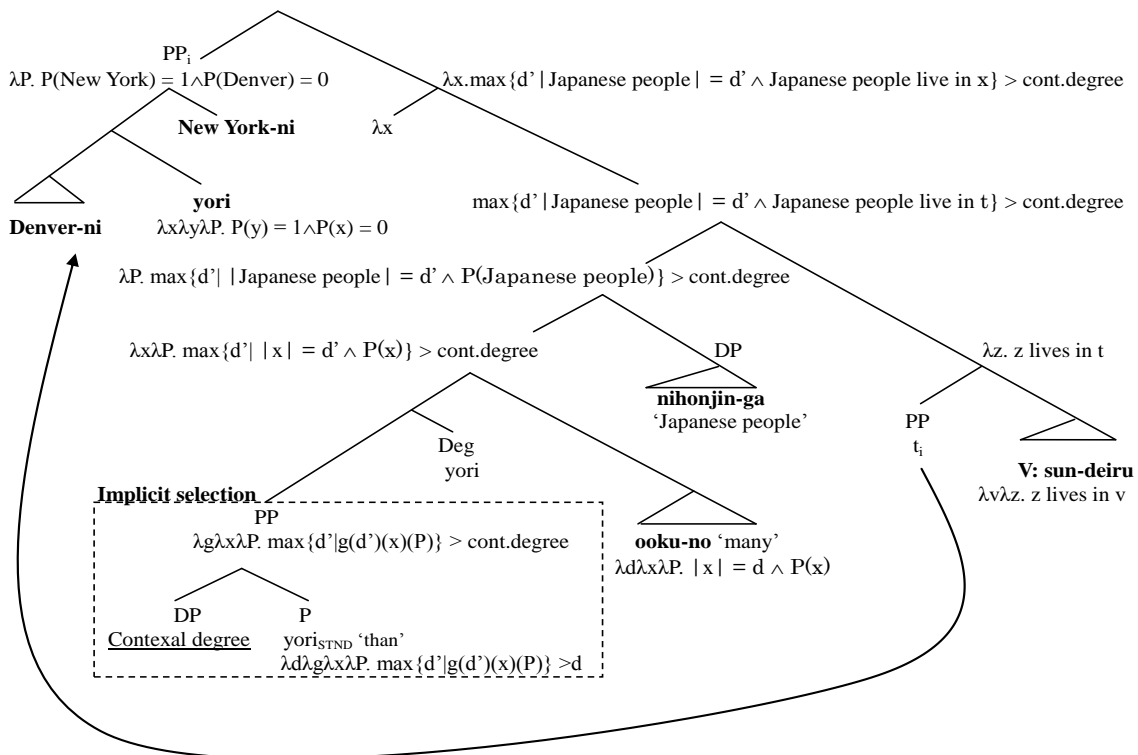 PPi
λP. P(New York) = 1∧P(Denver) = 0
λx.max{d’ |Japanese people| = d’ ∧ Japanese people live in x} > cont.degree
New York-ni
λx
Denver-ni
yori
λxλyλP. P(y) = 1∧P(x) = 0
max{d’ |Japanese people| = d’ ∧ Japanese people live in t} > cont.degree
λP. max{d’| |Japanese people| = d’ ∧ P(Japanese people)} > cont.degree
λxλP. max{d’| |x| = d’ ∧ P(x)} > cont.degree
DP
nihonjin-ga
‘Japanese people’
λz. z lives in t
PP
ti
V: sun-deiru
λvλz. z lives in v
Deg
yori
Implicit selection
PP
λgλxλP. max{d’|g(d’)(x)(P)} > cont.degree
ooku-no ‘many’
λdλxλP. |x| = d ∧ P(x)
DP
Contexal degree
P
yoriSTND ‘than’
λdλgλxλP. max{d’|g(d’)(x)(P)} >d